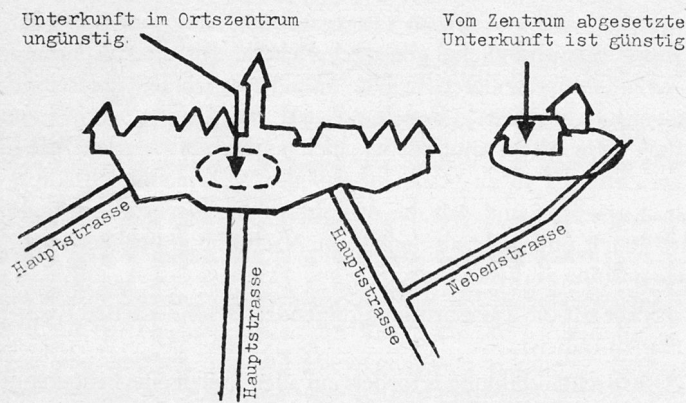 Unterkunft im Ortszentrum
ungünstig
Vom Zentrum abgesetzte
Unterkunft ist günstig
Hauptstrasse
Hauptstrasse
Hauptstrasse
Nebenstrasse